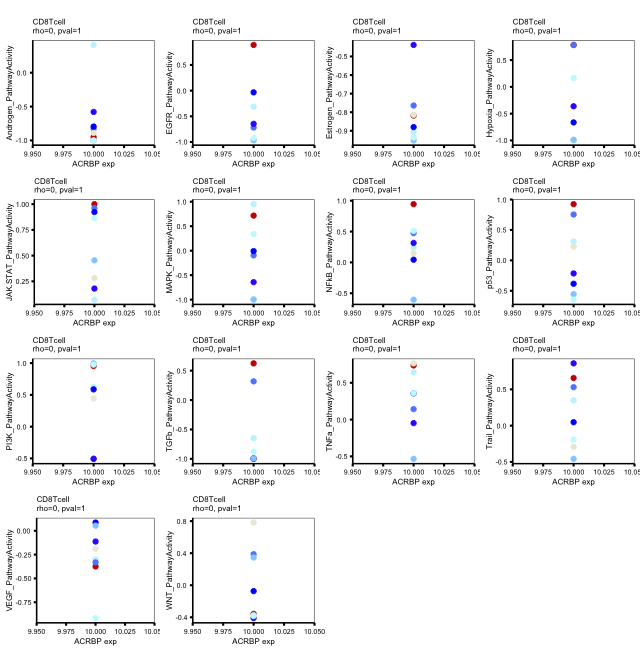 CD8Tcell
rho=0, pval=1
Androgen_PathwayActivity
0.0
-0.5
-1.0
9.950 9.975 10.000 10.025 10.05
ACRBP exp
CD8Tcell
rho=0, pval=1
EGFR_PathwayActivity
0.5
0.0
-0.5
-1.0
9.950 9.975 10.000 10.025 10.05
ACRBP exp
CD8Tcell
rho=0, pval=1
Estrogen_PathwayActivity
-0.5
-0.6
-0.7
-0.8
-0.9
9.950 9.975 10.000 10.025 10.05
ACRBP exp
CD8Tcell
rho=0, pval=1
Hypoxia_PathwayActivity
0.5
0.0
-0.5
-1.0
9.950 9.975 10.000 10.025 10.050
ACRBP exp
CD8Tcell
rho=0, pval=1
JAK.STAT_PathwayActivity
1.00
0.75
0.50
0.25
9.950 9.975 10.000 10.025 10.05
ACRBP exp
CD8Tcell
rho=0, pval=1
MAPK_PathwayActivity
1.0
0.5
0.0
-0.5
-1.0
9.950 9.975 10.000 10.025 10.05
ACRBP exp
CD8Tcell
rho=0, pval=1
NFkB_PathwayActivity
1.0
0.5
0.0
-0.5
9.950 9.975 10.000 10.025 10.05
ACRBP exp
CD8Tcell
rho=0, pval=1
p53_PathwayActivity
1.0
0.5
0.0
-0.5
9.950 9.975 10.000 10.025 10.050
ACRBP exp
CD8Tcell
rho=0, pval=1
PI3K_PathwayActivity
1.0
0.5
0.0
-0.5
9.950 9.975 10.000 10.025 10.05
ACRBP exp
CD8Tcell
rho=0, pval=1
TGFb_PathwayActivity
0.5
0.0
-0.5
-1.0
9.950 9.975 10.000 10.025 10.05
ACRBP exp
CD8Tcell
rho=0, pval=1
TNFa_PathwayActivity
0.5
0.0
-0.5
9.950 9.975 10.000 10.025 10.05
ACRBP exp
CD8Tcell
rho=0, pval=1
Trail_PathwayActivity
0.5
0.0
-0.5
9.950 9.975 10.000 10.025 10.050
ACRBP exp
CD8Tcell
rho=0, pval=1
VEGF_PathwayActivity
0.00
-0.25
-0.50
-0.75
9.950 9.975 10.000 10.025 10.05
ACRBP exp
CD8Tcell
rho=0, pval=1
WNT_PathwayActivity
0.8
0.4
0.0
-0.4
9.950 9.975 10.000 10.025 10.050
ACRBP exp